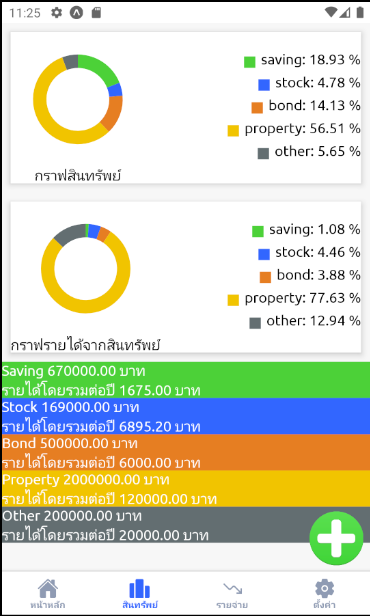 11:25
saving: 18.93 %
stock: 4.78 %
bond: 14.13 %
property: 56.51 %
other: 5.65 %
กราฟสินทรัพย์
saving: 1.08 %
stock: 4.46 %
bond: 3.88 %
property: 77.63 %
other: 12.94 %
กราฟรายได้จากสินทรัพย์
Saving 670000.00 บาท
รายได้โดยรวมต่อปี 1675.00 บาท
Stock 169000.00 บาท
รายได้โดยรวมต่อปี 6895.20 บาท
Bond 500000.00 บาท
รายได้โดยรวมต่อปี 6000.00 บาท
Property 2000000.00 บาท
รายได้โดยรวมต่อปี 120000.00 บาท
Other 200000.00 บาท
รายได้โดยรวมต่อปี 20000.00 บาท
หน้าหลัก
สินทรัพย์
รายจ่าย
ตั้งค่า